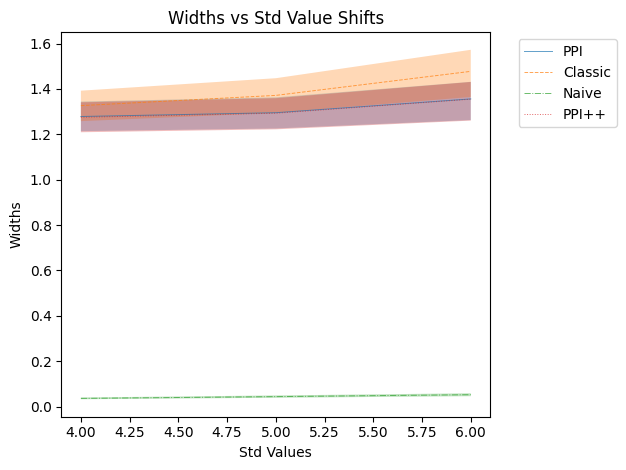 Widths vs Std Value Shifts
PPI
Classic
Naive
PPI++
Widths
1.6
1.4
1.2
1.0
0.8
0.6
0.4
0.2
0.0
4.00 4.25 4.50 4.75 5.00 5.25 5.50 5.75 6.00
Std Values